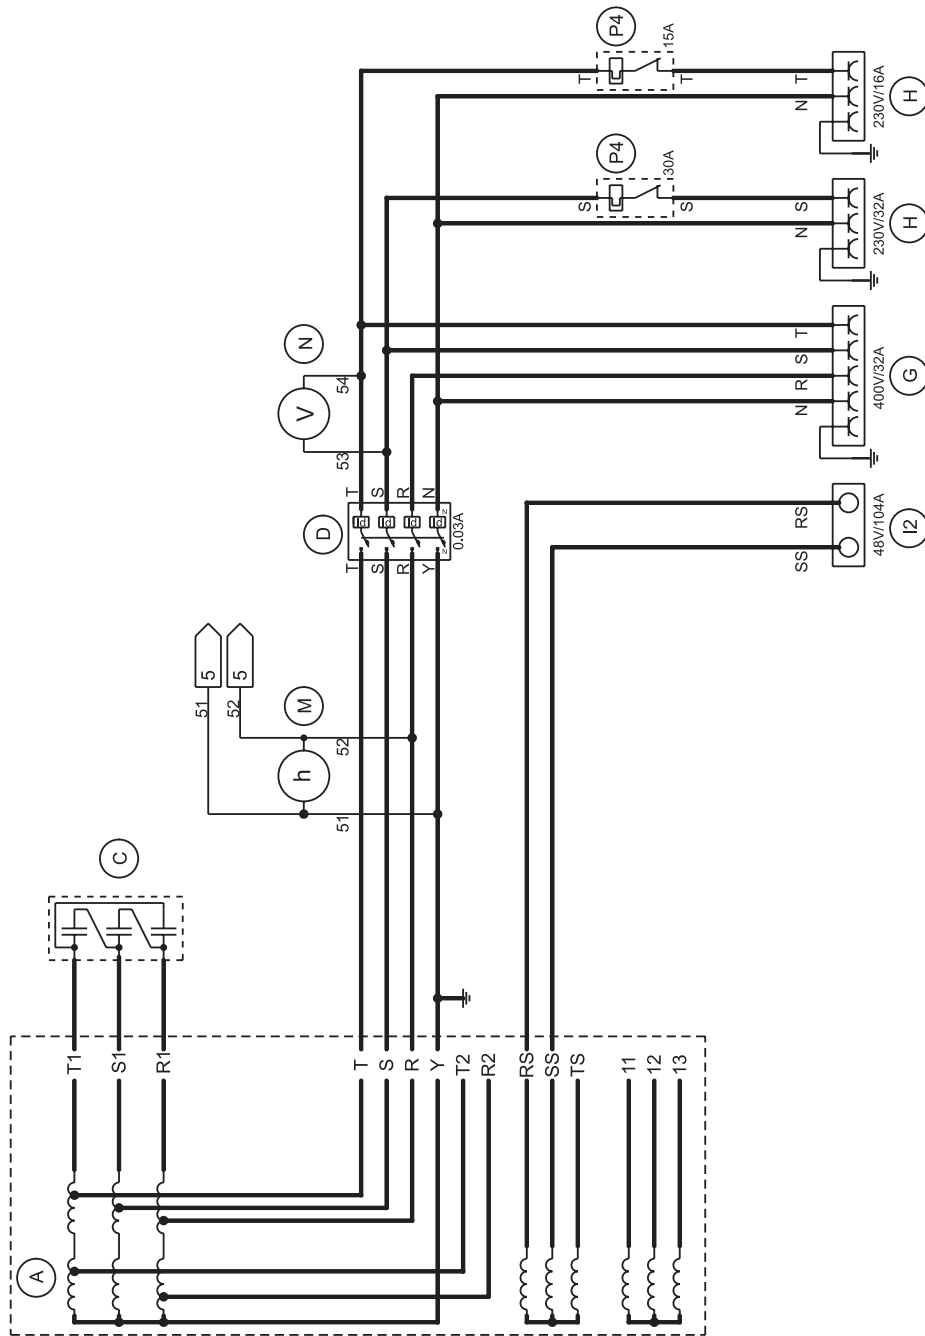 P4
15A
T
T
T
N
230V/16A
H
P4
30A
S
S
S
N
230V/32A
H
N
V
54
53
T
S
R
N
400V/32A
G
D
T
S
R
N
d
d
d
d
N
N
T
S
R
Y
0.03A
RS
SS
48V/104A
I2
5
5
51
52
M
h
52
51
C
T1
S1
R1
T
S
R
Y
T2
R2
RS
SS
TS
11
12
13
A